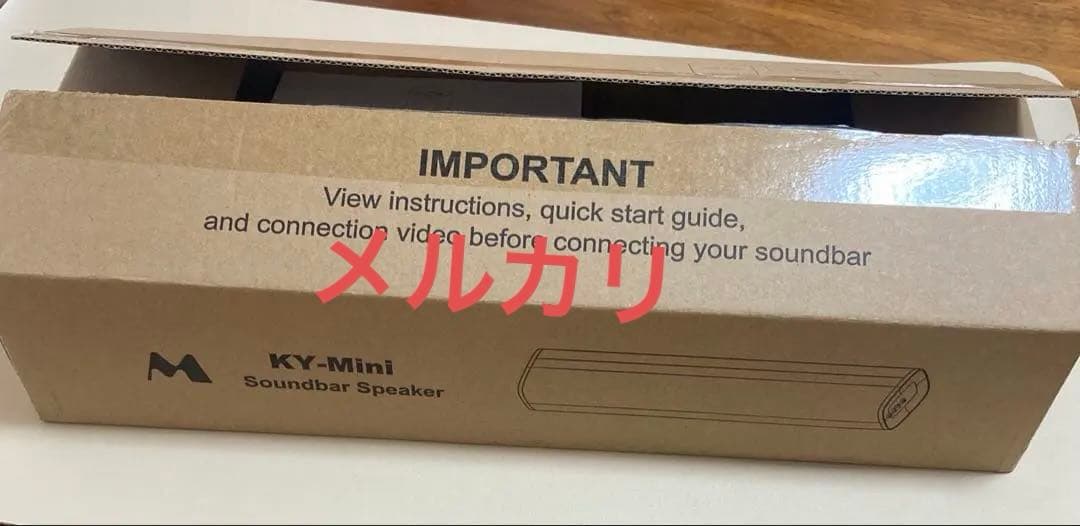 IMPORTANT
View instructions, quick start guide,
and connection video before connecting your soundbar
メルカリ
KY-Mini
Soundbar Speaker